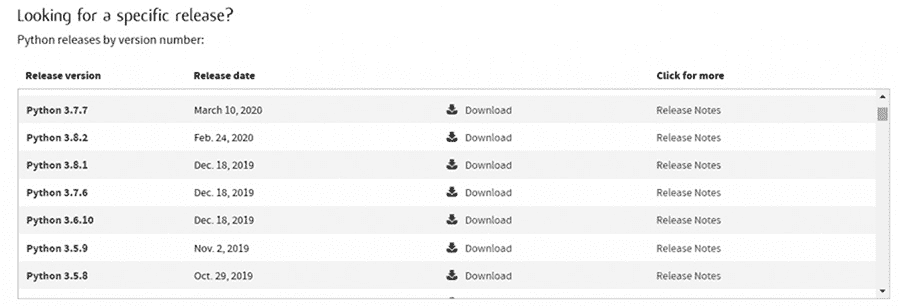 Looking for a specific release?
Python releases by version number:
Release version Release date Click for more
Python 3.7.7 March 10, 2020 Download Release Notes
Python 3.8.2 Feb. 24, 2020 Download Release Notes
Python 3.8.1 Dec. 18, 2019 Download Release Notes
Python 3.7.6 Dec. 18, 2019 Download Release Notes
Python 3.6.10 Dec. 18, 2019 Download Release Notes
Python 3.5.9 Nov. 2, 2019 Download Release Notes
Python 3.5.8 Oct. 29, 2019 Download Release Notes